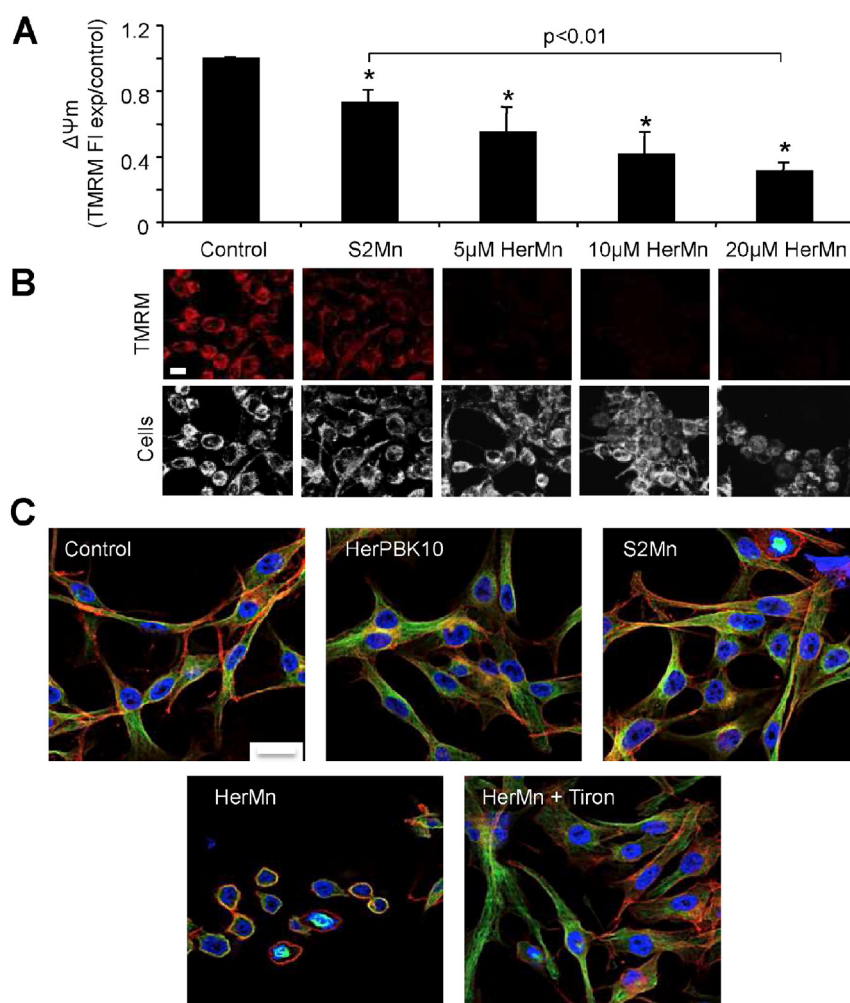 A
1.2
0.8
0.4
0
ΔΨm
(TMRM FI exp/control)
p<0.01
*
*
*
*
Control
S2Mn
5μM HerMn
10μM HerMn
20μM HerMn
B
TMRM
Cells
C
Control
HerPBK10
S2Mn
HerMn
HerMn + Tiron